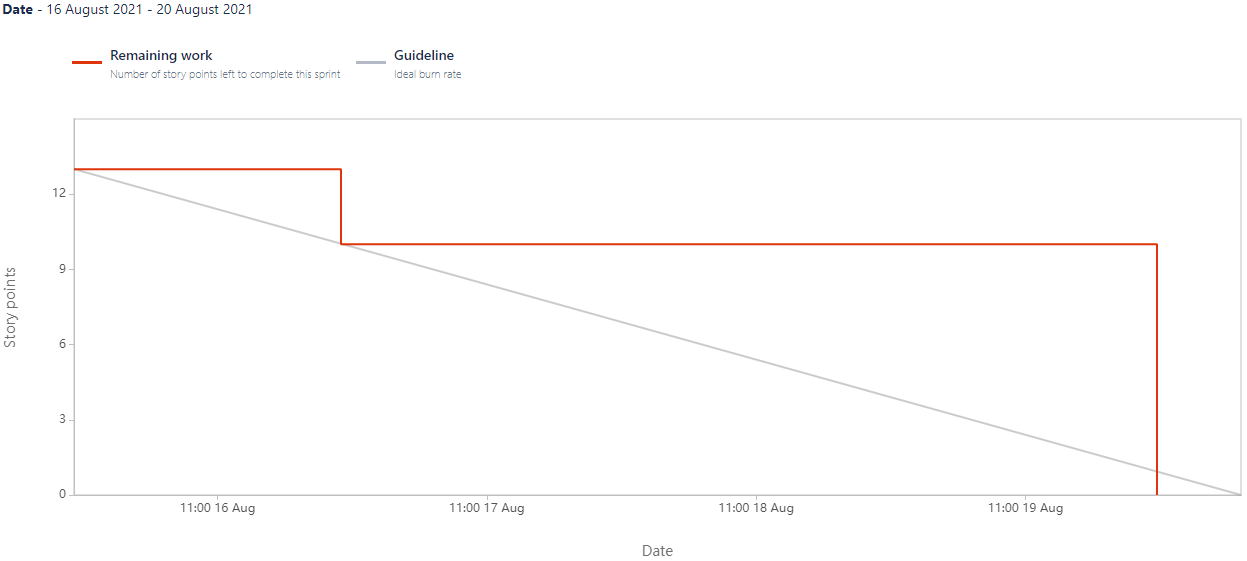 Date - 16 August 2021 - 20 August 2021
Remaining work
Number of story points left to complete this sprint
Guideline
Ideal burn rate
Story points
12
9
6
3
0
11:00 16 Aug
11:00 17 Aug
11:00 18 Aug
11:00 19 Aug
Date